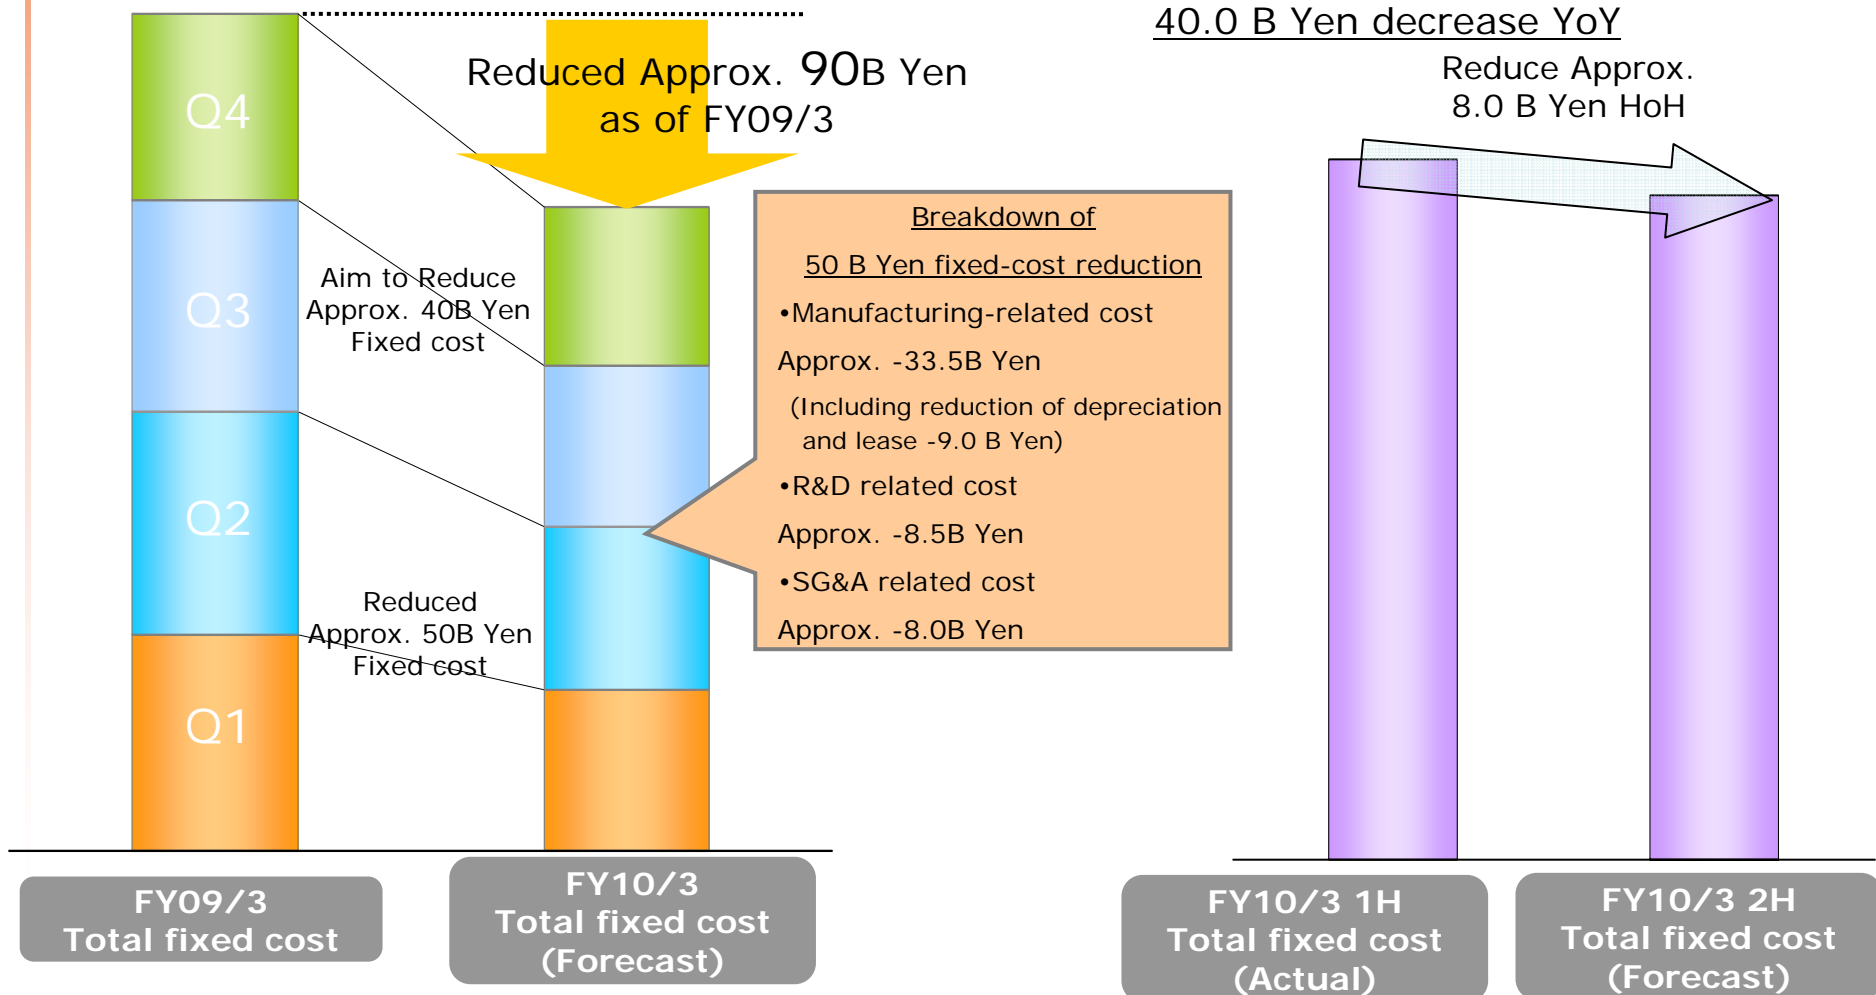 Reduced Approx. 90B Yen
as of FY09/3
Q4
Q3
Q2
Q1
Aim to Reduce
Approx. 40B Yen
Fixed cost
Reduced
Approx. 50B Yen
Fixed cost
Breakdown of
50 B Yen fixed-cost reduction
•Manufacturing-related cost
Approx. -33.5B Yen
(Including reduction of depreciation
and lease -9.0 B Yen)
•R&D related cost
Approx. -8.5B Yen
•SG&A related cost
Approx. -8.0B Yen
FY09/3
Total fixed cost
FY10/3
Total fixed cost
(Forecast)
40.0 B Yen decrease YoY
Reduce Approx.
8.0 B Yen HoH
FY10/3 1H
Total fixed cost
(Actual)
FY10/3 2H
Total fixed cost
(Forecast)